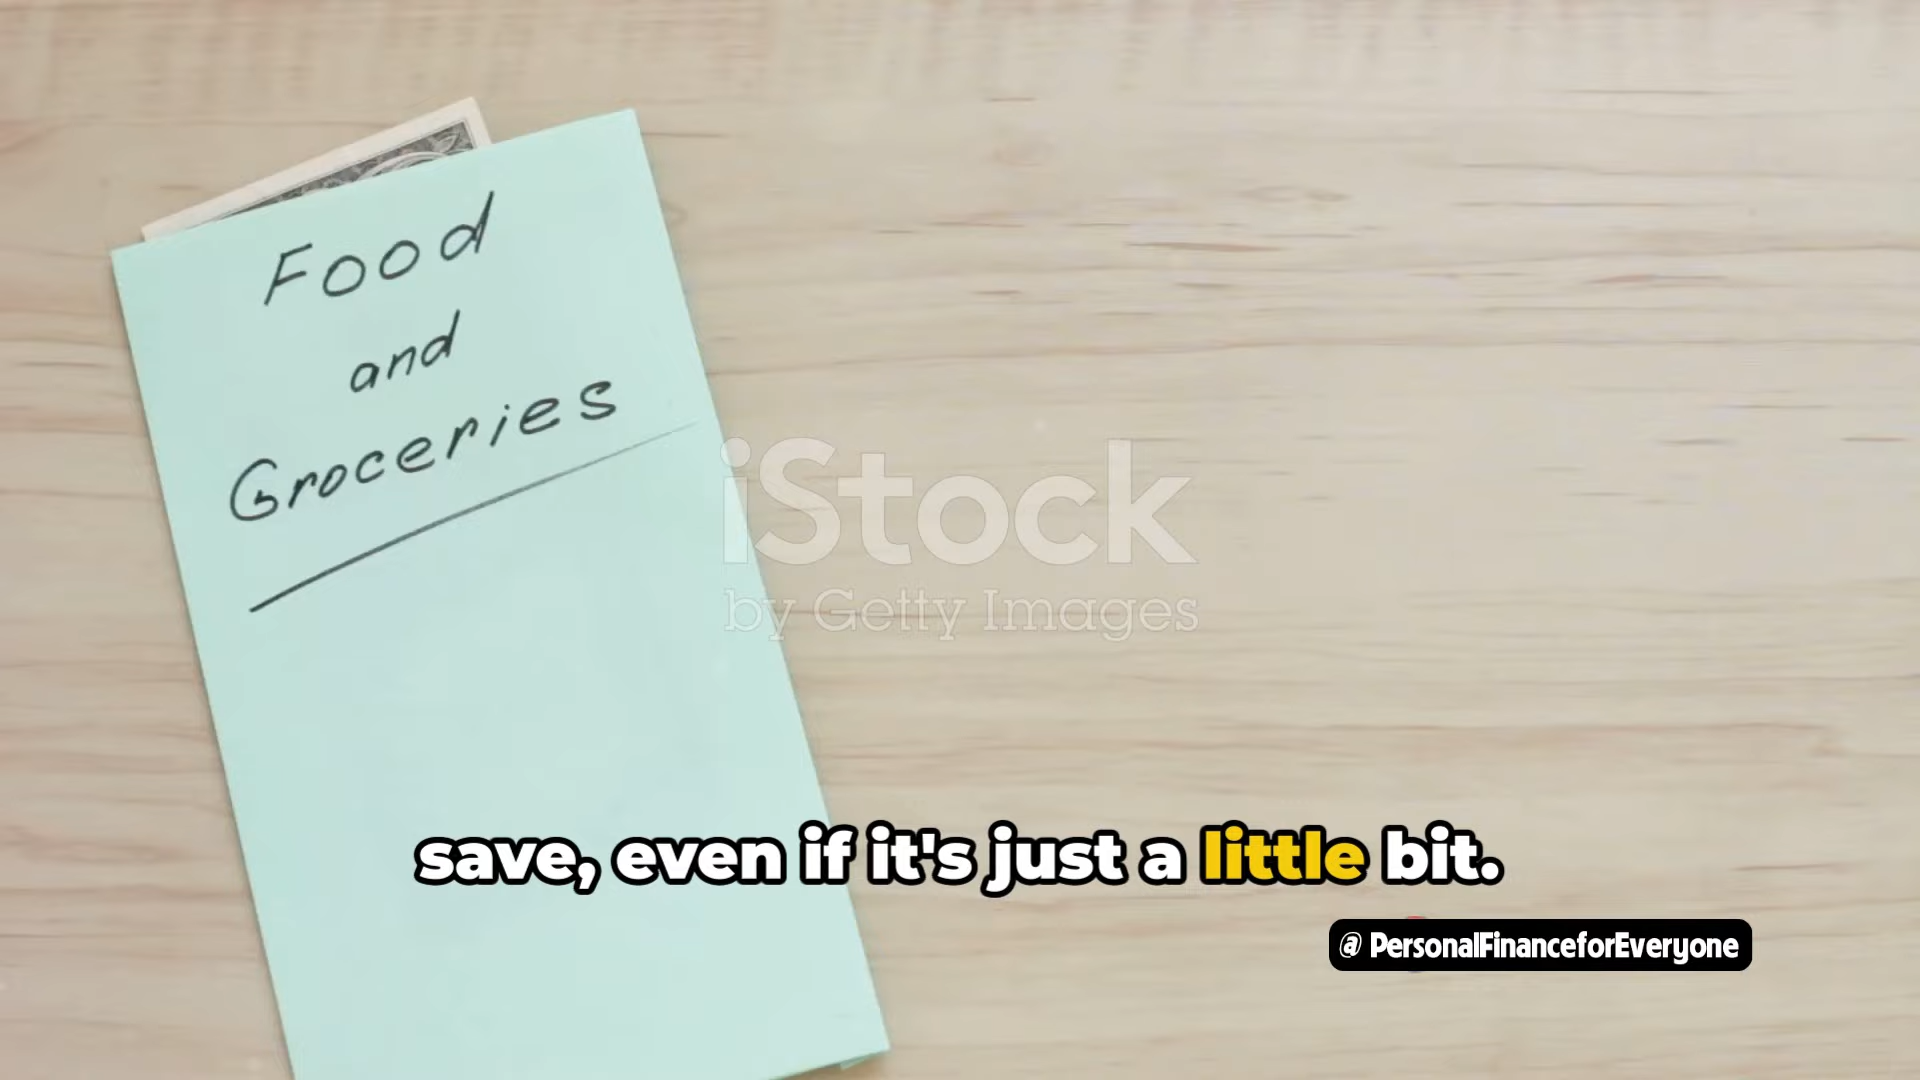 Food
and
Groceries
iStock
by Getty Images
save, even if it's just a little bit.
@ PersonalFinanceforEveryone